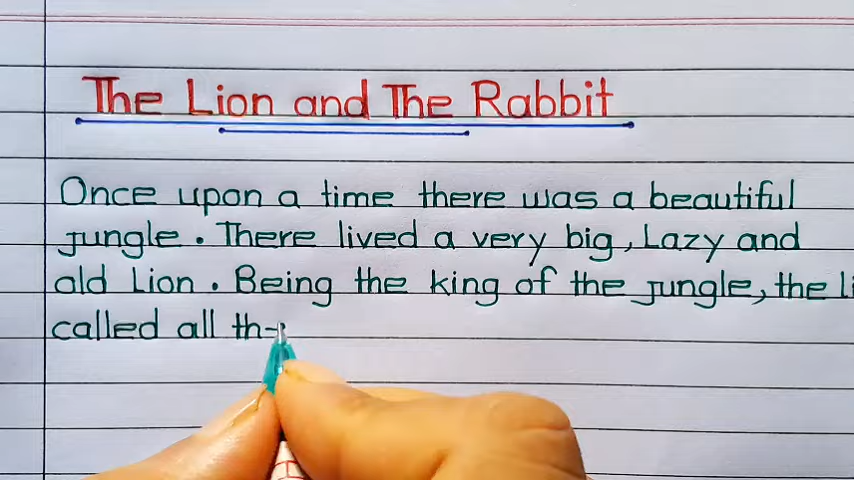 The Lion and The Rabbit
Once upon a time there was a beautiful
jungle. There lived a very big, Lazy and
old Lion. Being the king of the jungle, the
called all